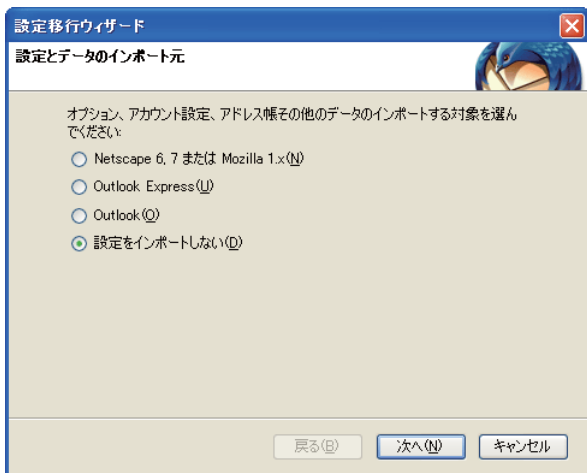 設定移行ウィザード
設定とデータのインポート元
オプション、アカウント設定、アドレス帳その他のデータのインポートする対象を選ん
でください:
Netscape 6, 7 または Mozilla 1.x(N)
Outlook Express(U)
Outlook(O)
設定をインポートしない(D)
戻る(B) 次へ(N) キャンセル